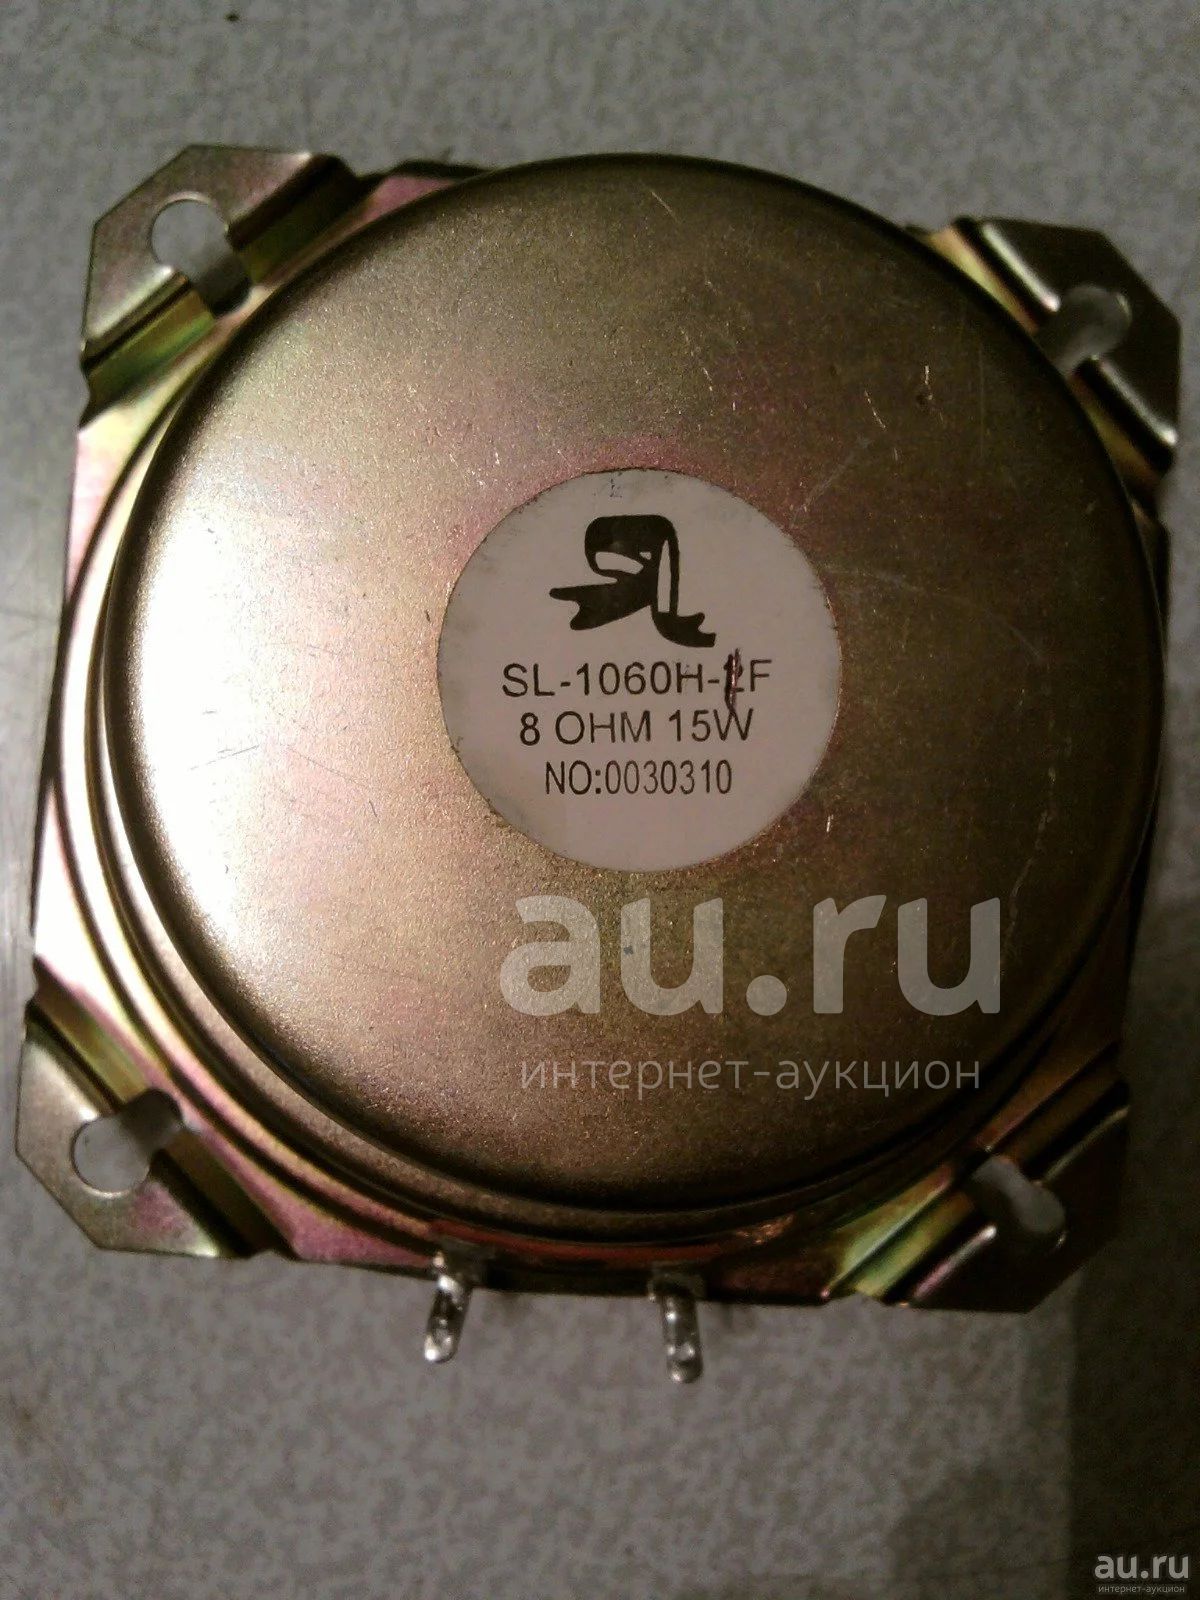 SL-1060H-F
8 OHM 15W
NO:0030310
au.ru
интернет-аукцион
au.ru
интернет-аукцион